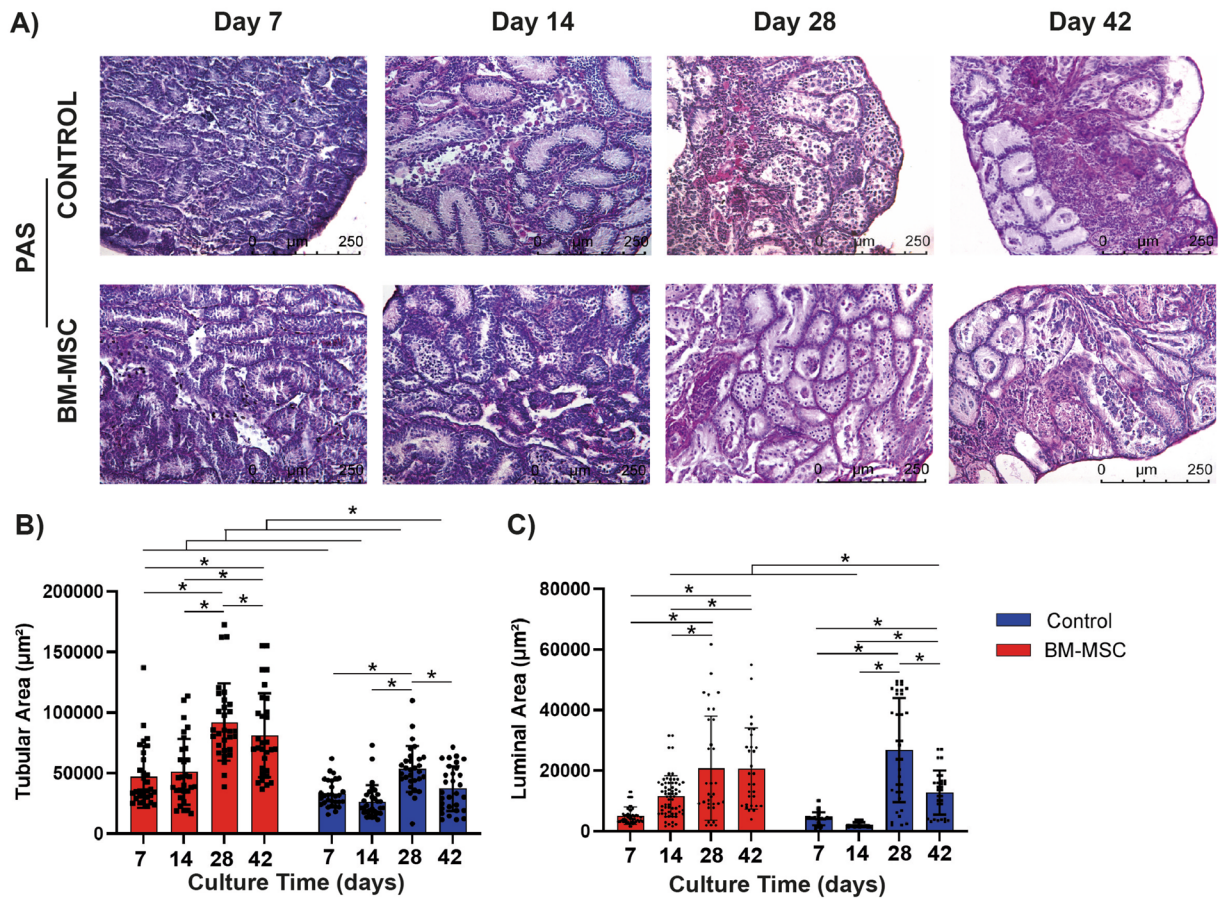 A)
Day 7 Day 14 Day 28 Day 42
PAS
CONTROL
0 µm 250
0 µm 250
0 µm 250
0 µm 250
BM-MSC
0 µm 250
0 µm 250
0 µm 250
0 µm 250
B)
*
*
*
*
*
*
*
*
*
Tubular Area (µm²)
200000
150000
100000
50000
0
7 14 28 42 7 14 28 42
Culture Time (days)
C)
*
*
*
*
*
*
*
*
*
*
Luminal Area (µm²)
80000
60000
40000
20000
0
7 14 28 42 7 14 28 42
Culture Time (days)
Control
BM-MSC